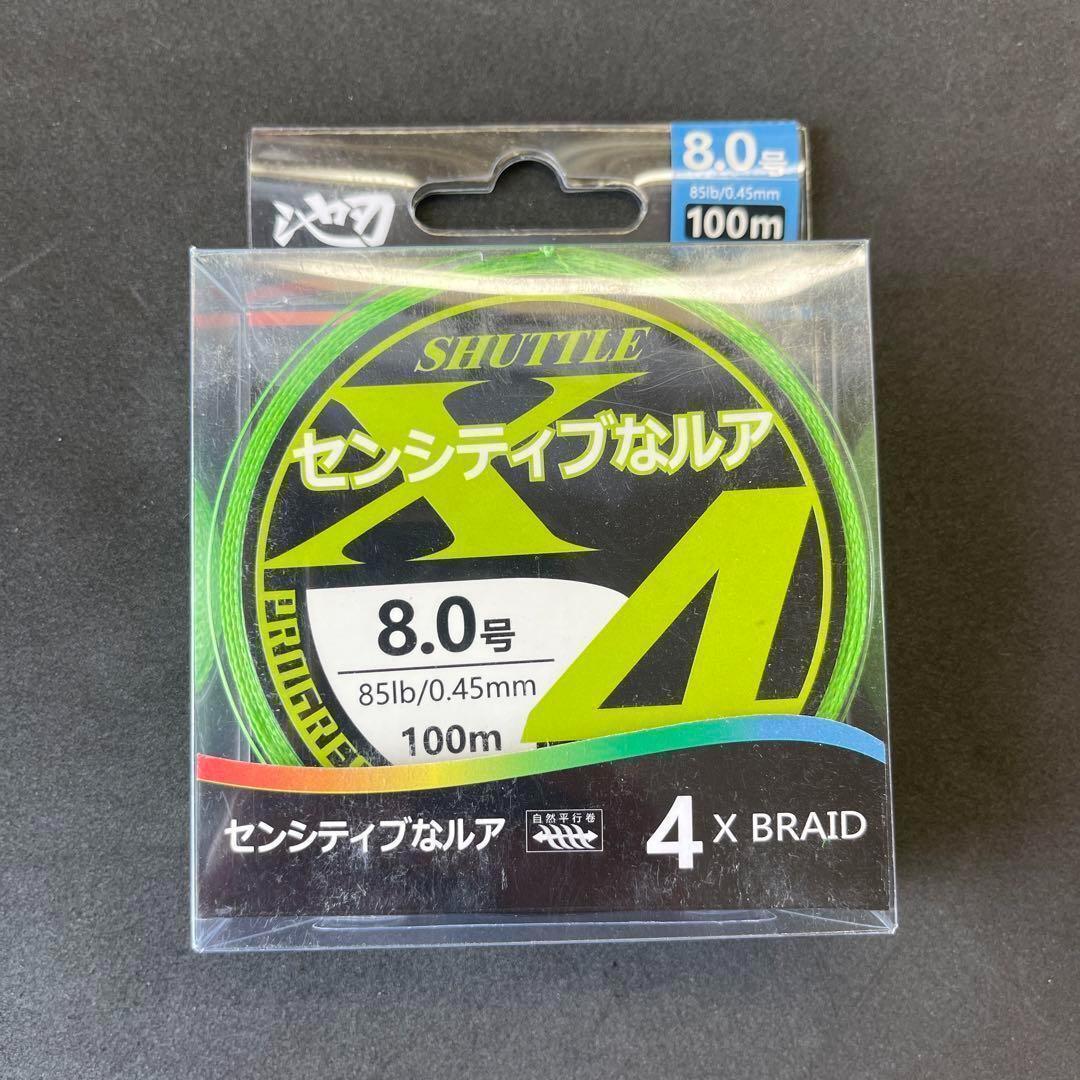 8.0号
85lb/0.45mm
100m
SHUTTLE
X
センシティブなルア
4
PROGRE
8.0号
85lb/0.45mm
100m
センシティブなルア
自然平行卷
4 X BRAID